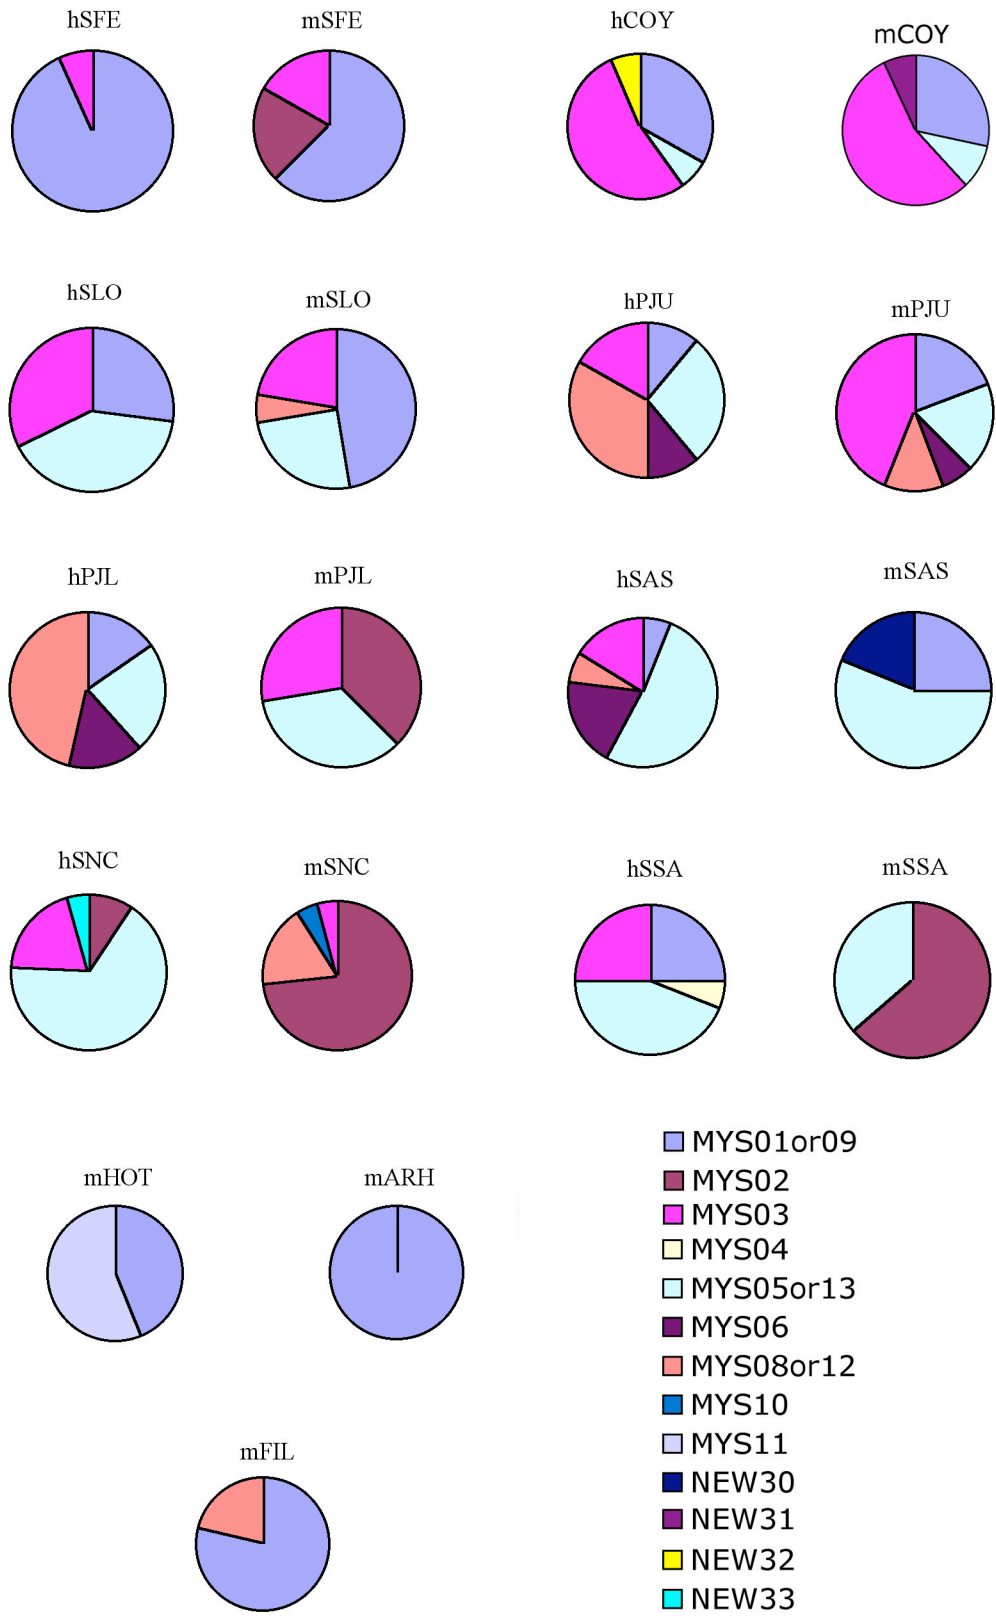 hSFE
mSFE
hCOY
mCOY
hSLO
mSLO
hPJU
mPJU
hPJL
mPJL
hSAS
mSAS
hSNC
mSNC
hSSA
mSSA
mHOT
mARH
mFIL
MYS01or09
MYS02
MYS03
MYS04
MYS05or13
MYS06
MYS08or12
MYS10
MYS11
NEW30
NEW31
NEW32
NEW33